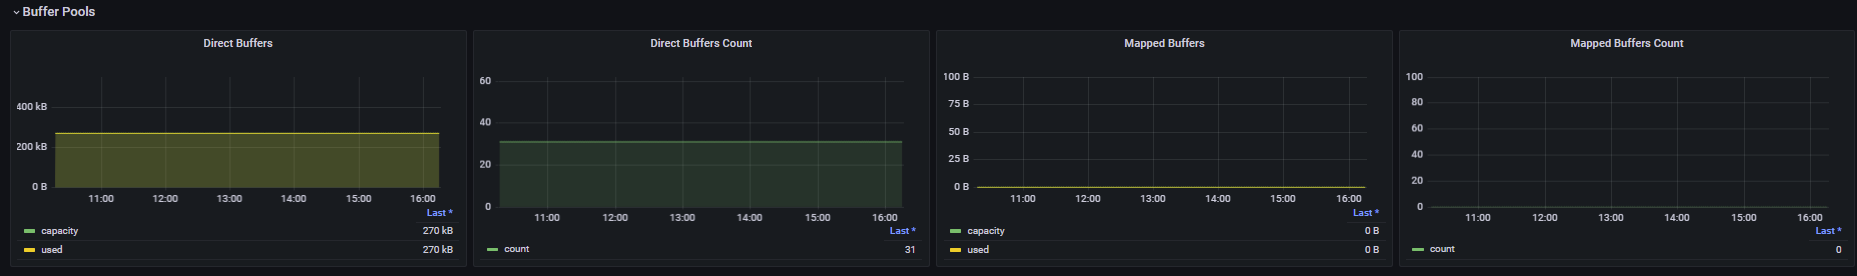 Buffer Pools
Direct Buffers
400 kB
200 kB
0 B
11:00 12:00 13:00 14:00 15:00 16:00
Last *
capacity 270 kB
used 270 kB
Direct Buffers Count
60
40
20
0
11:00 12:00 13:00 14:00 15:00 16:00
Last *
count 31
Mapped Buffers
100 B
75 B
50 B
25 B
0 B
11:00 12:00 13:00 14:00 15:00 16:00
Last *
capacity 0 B
used 0 B
Mapped Buffers Count
100
80
60
40
20
0
11:00 12:00 13:00 14:00 15:00 16:00
Last *
count 0